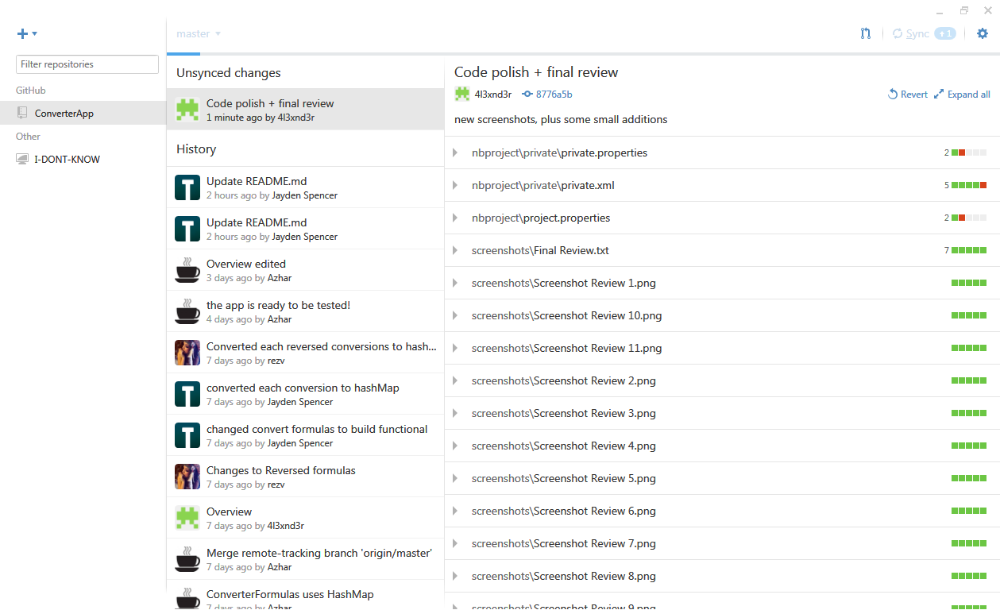 master
Sync
1
Filter repositories
GitHub
ConverterApp
Other
I-DONT-KNOW
Unsynced changes
Code polish + final review
1 minute ago by 4l3xnd3r
History
Update README.md
2 hours ago by Jayden Spencer
Update README.md
2 hours ago by Jayden Spencer
Overview edited
3 days ago by Azhar
the app is ready to be tested!
4 days ago by Azhar
Converted each reversed conversions to hash...
7 days ago by rezv
converted each conversion to hashMap
7 days ago by Jayden Spencer
changed convert formulas to build functional
7 days ago by Jayden Spencer
Changes to Reversed formulas
7 days ago by rezv
Overview
7 days ago by 4l3xnd3r
Merge remote-tracking branch 'origin/master'
7 days ago by Azhar
ConverterFormulas uses HashMap
7 days ago by Azhar
Code polish + final review
4l3xnd3r
8776a5b
Revert
Expand all
new screenshots, plus some small additions
nbproject\private\private.properties
2
nbproject\private\private.xml
5
nbproject\project.properties
2
screenshots\Final Review.txt
7
screenshots\Screenshot Review 1.png
screenshots\Screenshot Review 10.png
screenshots\Screenshot Review 11.png
screenshots\Screenshot Review 2.png
screenshots\Screenshot Review 3.png
screenshots\Screenshot Review 4.png
screenshots\Screenshot Review 5.png
screenshots\Screenshot Review 6.png
screenshots\Screenshot Review 7.png
screenshots\Screenshot Review 8.png
screenshots\Screenshot Review 9.png